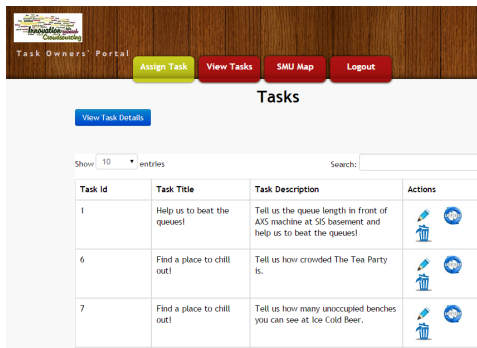 Innovation
Crowdsourcing
Task Owners' Portal
Assign Task View Tasks SMU Map Logout
Tasks
View Task Details
Show 10 entries Search:
Task Id Task Title Task Description Actions
1 Help us to beat the Tell us the queue length in front of
queues! AXS machine at SIS basement and
help us to beat the queues!
6 Find a place to chill Tell us how crowded The Tea Party
out! is.
7 Find a place to chill Tell us how many unoccupied benches
out! you can see at Ice Cold Beer.